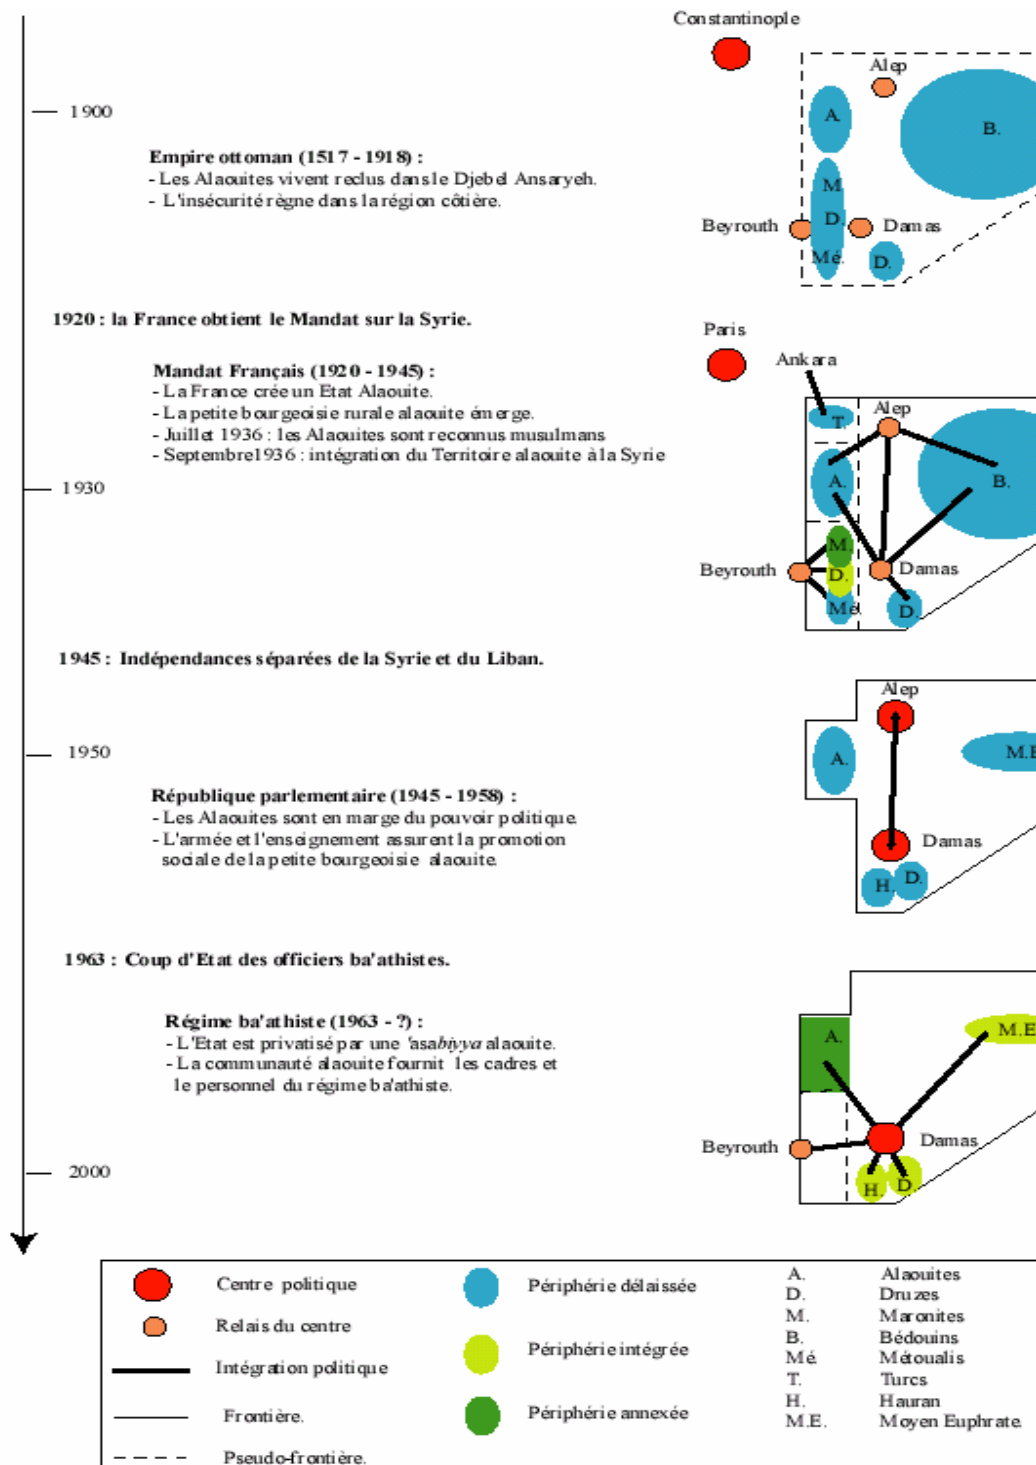 Constantinople
Alep
1900
A.
B.
Empire ottoman (1517 - 1918) :
- Les Alaouites vivent reclus dans le Djebel Ansaryeh.
- L'insécurité règne dans la région côtière.
M
Beyrouth
D.
Damas
Mé.
D.
1920 : la France obtient le Mandat sur la Syrie.
Paris
Ankara
Mandat Français (1920 - 1945) :
- La France crée un Etat Alaouite.
- La petite bourgeoisie rurale alaouite émerge.
- Juillet 1936 : les Alaouites sont reconnus musulmans
- Septembre1936 : intégration du Territoire alaouite à la Syrie
T.
Alep
1930
A.
B.
M.
Beyrouth
D.
Damas
Mé.
D.
1945 : Indépendances séparées de la Syrie et du Liban.
Alep
1950
A.
M.E
République parlementaire (1945 - 1958) :
- Les Alaouites sont en marge du pouvoir politique.
- L'armée et l'enseignement assurent la promotion
sociale de la petite bourgeoisie alaouite.
Damas
H.
D.
1963 : Coup d'Etat des officiers ba'athistes.
Régime ba'athiste (1963 - ?) :
- L'Etat est privatisé par une 'asabiyya alaouite.
- La communauté alaouite fournit les cadres et
le personnel du régime ba'athiste.
A.
M.E
Beyrouth
Damas
2000
H.
D.
Centre politique
Relais du centre
Intégration politique
Frontière.
Pseudo-frontière.
Périphérie délaissée
Périphérie intégrée
Périphérie annexée
A. Alaouites
D. Druzes
M. Maronites
B. Bédouins
Mé. Métoualis
T. Turcs
H. Hauran
M.E. Moyen Euphrate.